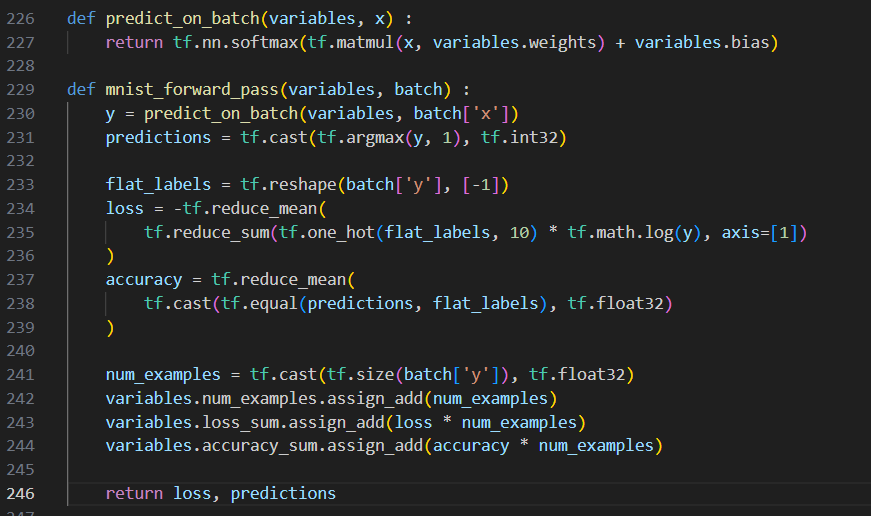 226 def predict_on_batch(variables, x) :
227     return tf.nn.softmax(tf.matmul(x, variables.weights) + variables.bias)
228
229 def mnist_forward_pass(variables, batch) :
230     y = predict_on_batch(variables, batch['x'])
231     predictions = tf.cast(tf.argmax(y, 1), tf.int32)
232
233     flat_labels = tf.reshape(batch['y'], [-1])
234     loss = -tf.reduce_mean(
235         tf.reduce_sum(tf.one_hot(flat_labels, 10) * tf.math.log(y), axis=[1])
236     )
237     accuracy = tf.reduce_mean(
238         tf.cast(tf.equal(predictions, flat_labels), tf.float32)
239     )
240
241     num_examples = tf.cast(tf.size(batch['y']), tf.float32)
242     variables.num_examples.assign_add(num_examples)
243     variables.loss_sum.assign_add(loss * num_examples)
244     variables.accuracy_sum.assign_add(accuracy * num_examples)
245
246     return loss, predictions
247